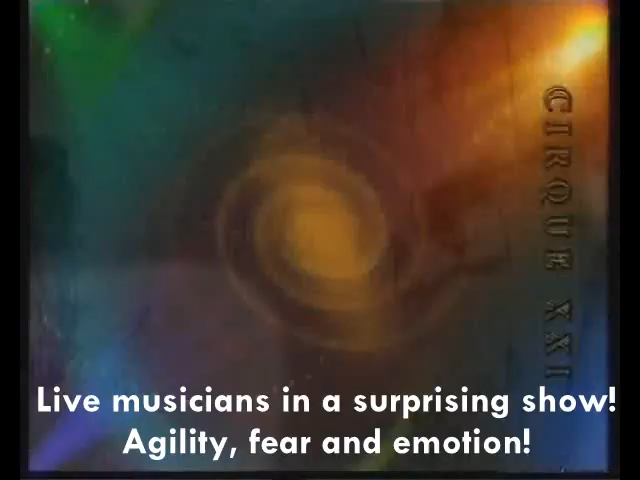 CIRQUE XXI
Live musicians in a surprising show!
Agility, fear and emotion!